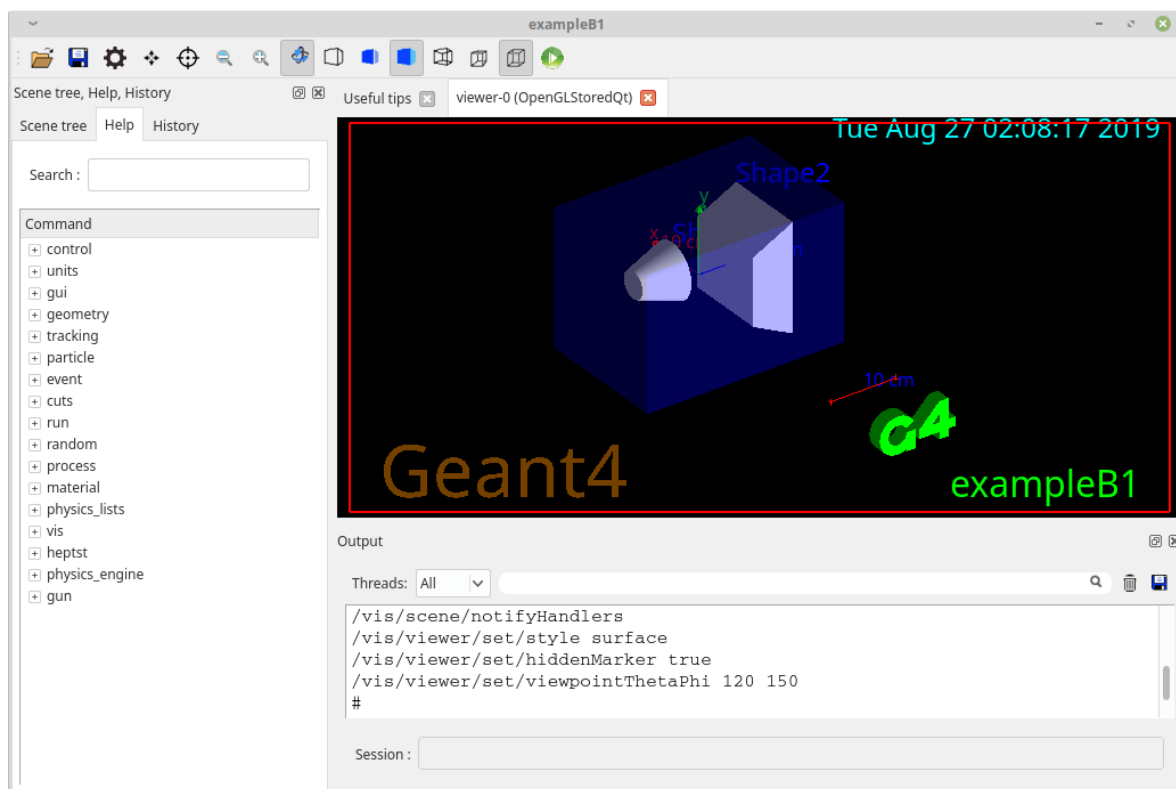 exampleB1
Scene tree, Help, History
Useful tips
viewer-0 (OpenGLStoredQt)
Scene tree
Help
History
Search :
Command
control
units
gui
geometry
tracking
particle
event
cuts
run
random
process
material
physics_lists
vis
heptst
physics_engine
gun
Tue Aug 27 02:08:17 2019
Shape2
y
x
10 c
Sh
m
10 cm
G4
Geant4
exampleB1
Output
Threads:
All
/vis/scene/notifyHandlers
/vis/viewer/set/style surface
/vis/viewer/set/hiddenMarker true
/vis/viewer/set/viewpointThetaPhi 120 150
#
Session :